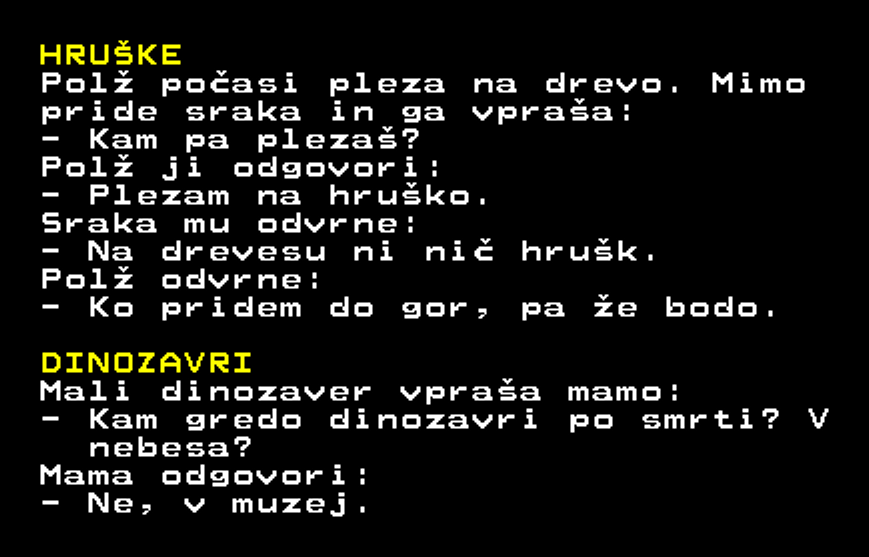 HRUŠKE
Polž počasi pleza na drevo. Mimo
pride sraka in ga vpraša:
- Kam pa plezaš?
Polž ji odgovori:
- Plezam na hruško.
Sraka mu odvrne:
- Na drevesu ni nič hrušk.
Polž odvrne:
- Ko pridem do gor, pa že bodo.
DINOZAVRI
Mali dinozaver vpraša mamo:
- Kam gredo dinozavri po smrti? V
nebesa?
Mama odgovori:
- Ne, v muzej.